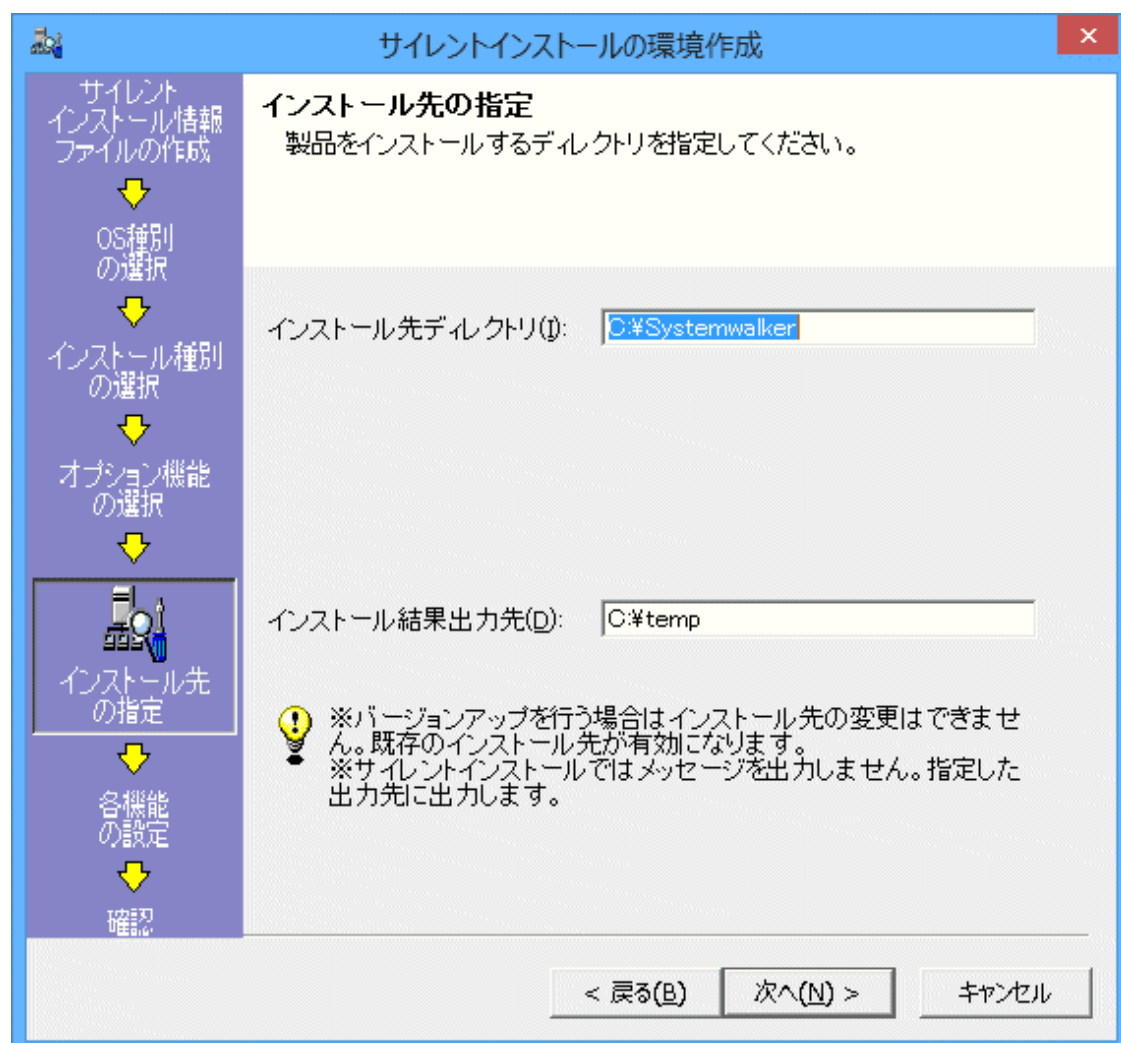 サイレントインストールの環境作成
サイレント
インストール情報
ファイルの作成
OS種別
の選択
インストール種別
の選択
オプション機能
の選択
インストール先
の指定
各機能
の設定
確認
インストール先の指定
製品をインストールするディレクトリを指定してください。
インストール先ディレクトリ(I):
C:¥Systemwalker
インストール結果出力先(D):
C:¥temp
※バージョンアップを行う場合はインストール先の変更はできませ
ん。既存のインストール先が有効になります。
※サイレントインストールではメッセージを出力しません。指定した
出力先に出力します。
< 戻る(B)
次へ(N) >
キャンセル